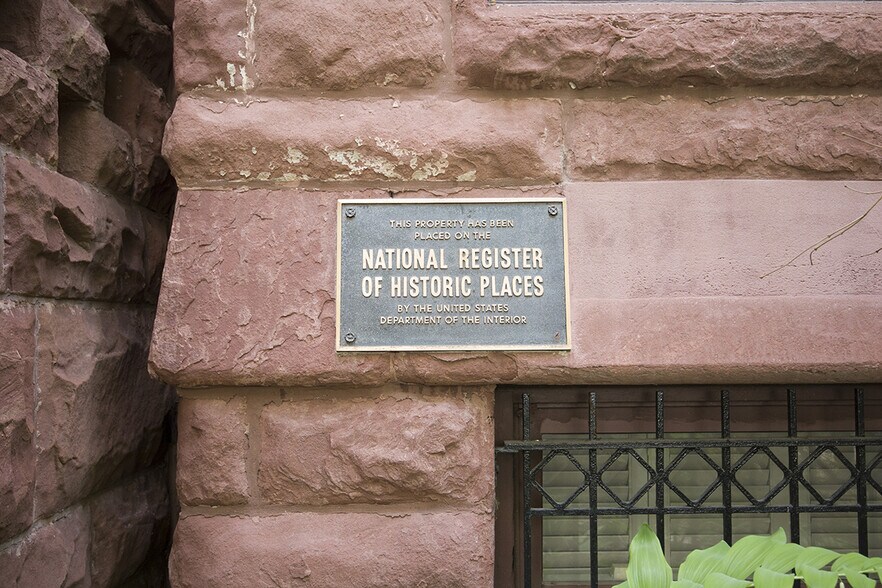 THIS PROPERTY HAS BEEN
PLACED ON THE
NATIONAL REGISTER
OF HISTORIC PLACES
BY THE UNITED STATES
DEPARTMENT OF THE INTERIOR